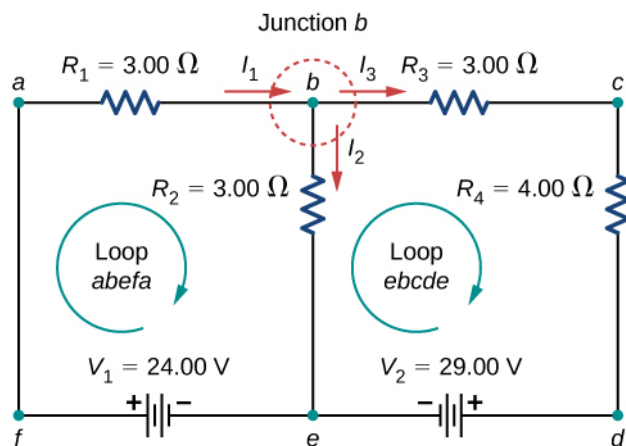 Junction b
a
R₁ = 3.00 Ω
I₁
b
I₃
R₃ = 3.00 Ω
c
I₂
R₂ = 3.00 Ω
R₄ = 4.00 Ω
Loop
abefa
Loop
ebcde
V₁ = 24.00 V
V₂ = 29.00 V
+ −
− +
f
e
d